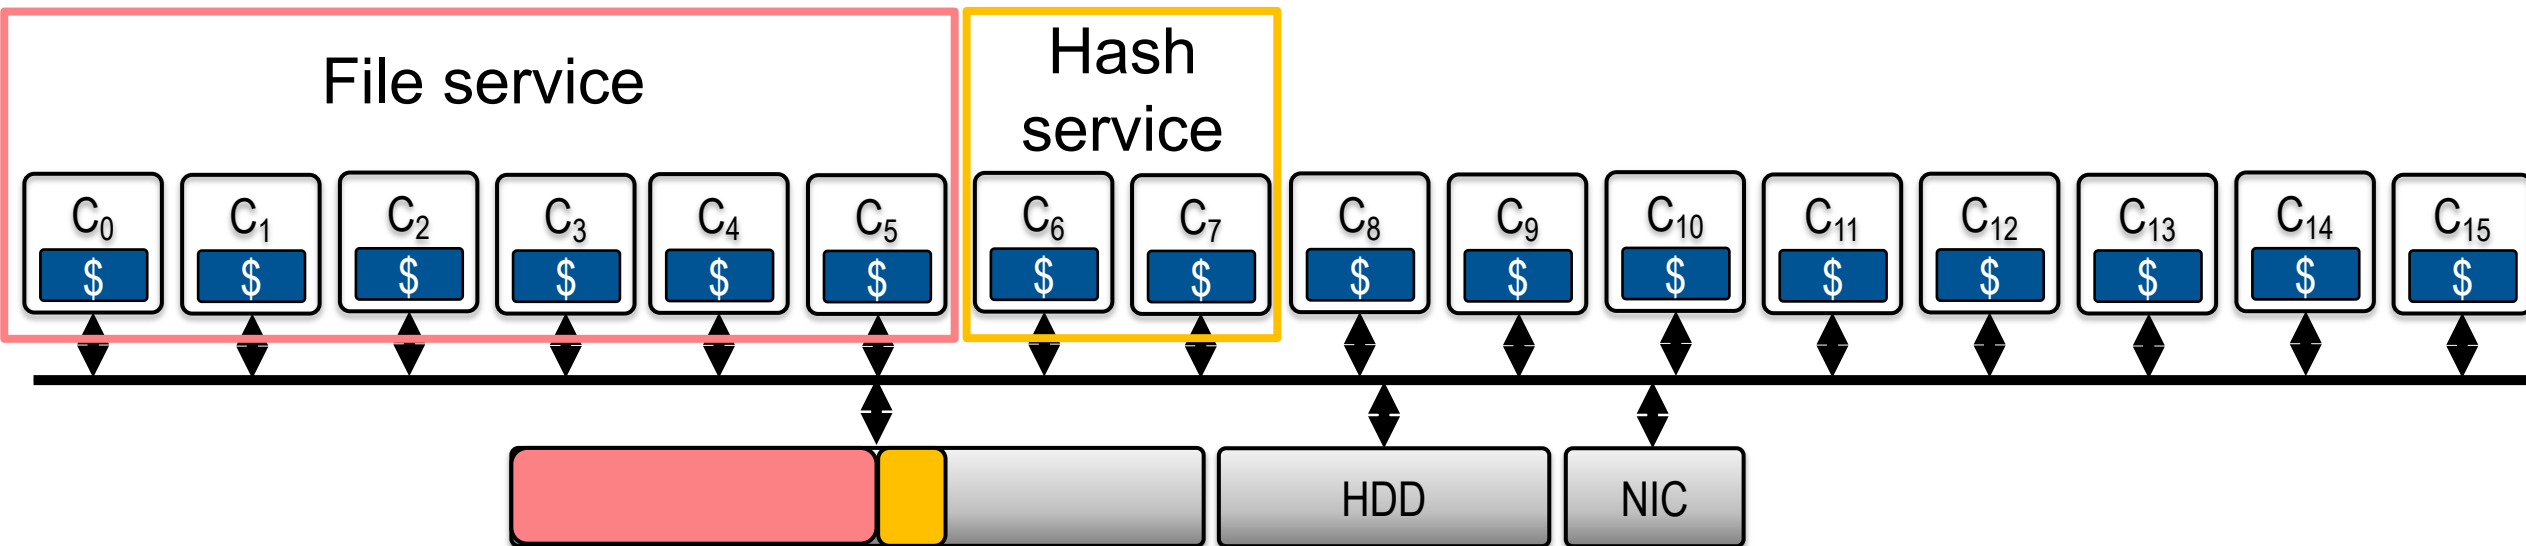 File service
Hash
service
C₀ C₁ C₂ C₃ C₄ C₅ C₆ C₇ C₈ C₉ C₁₀ C₁₁ C₁₂ C₁₃ C₁₄ C₁₅
$ $ $ $ $ $ $ $ $ $ $ $ $ $ $ $
HDD NIC